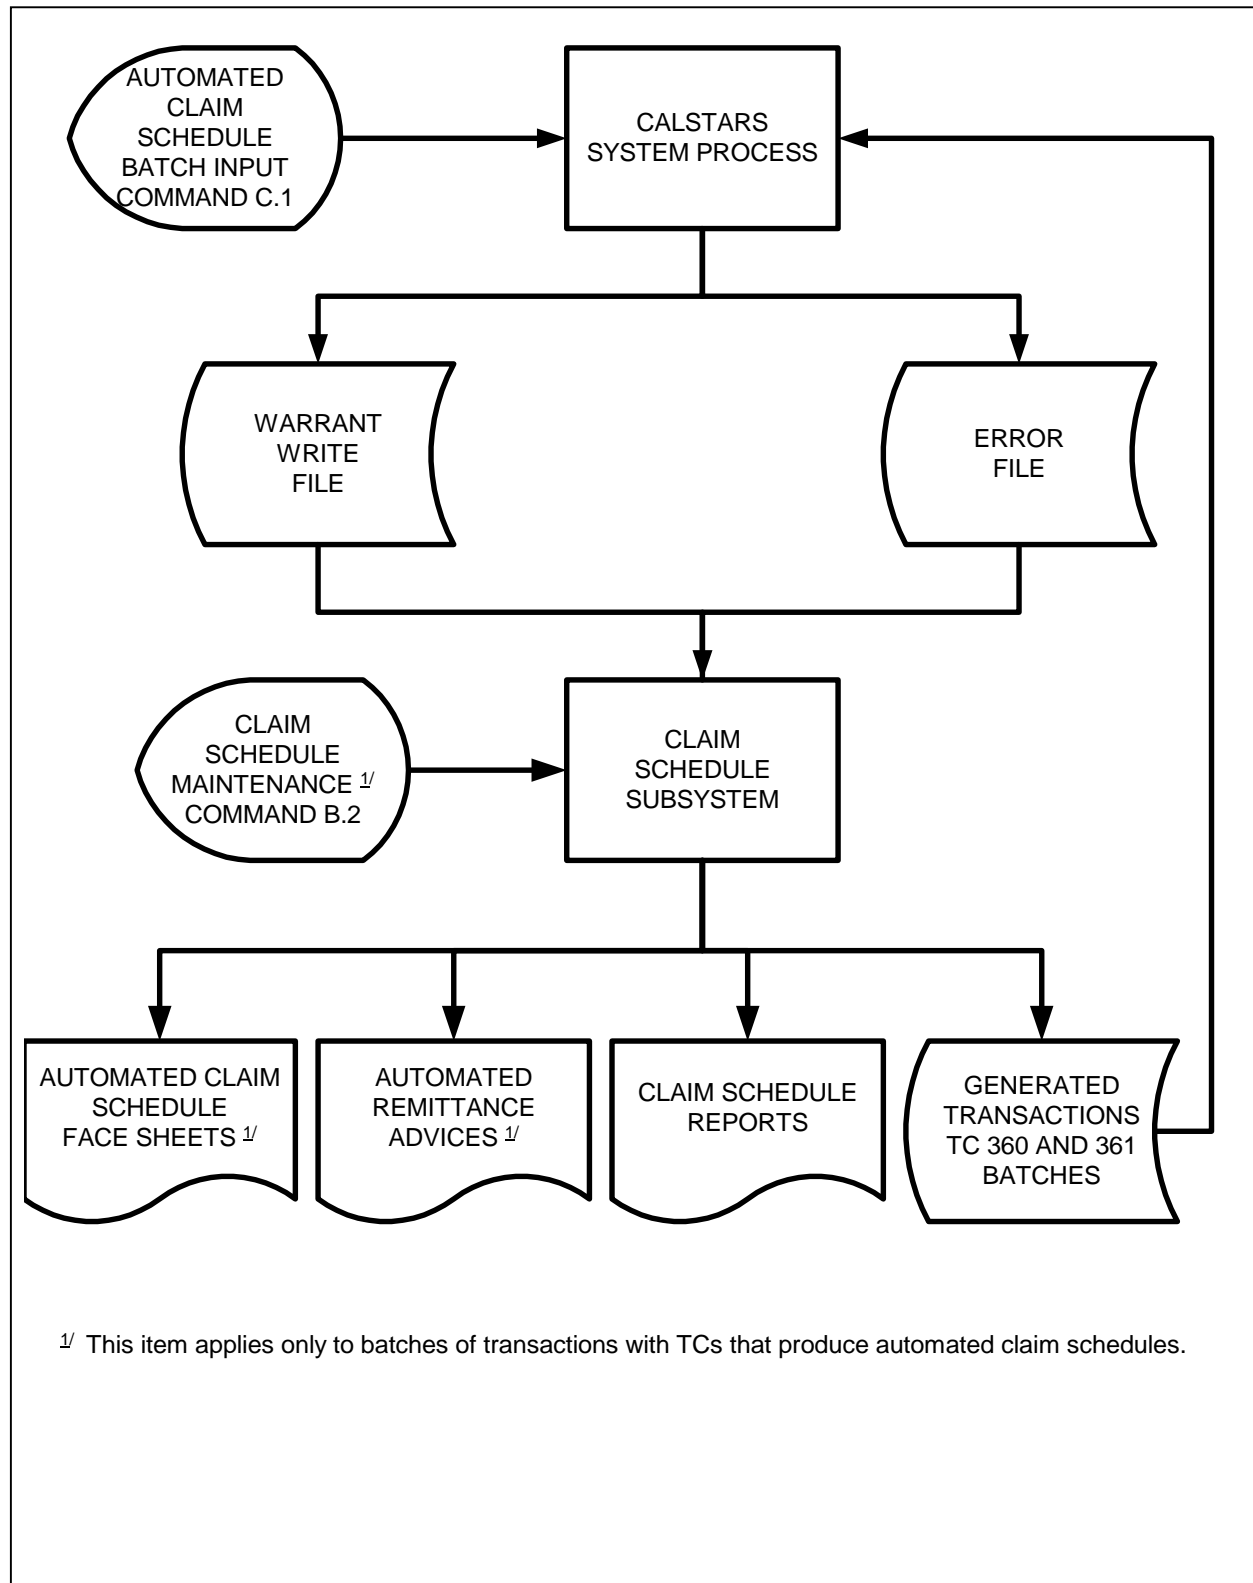 AUTOMATED
CLAIM
SCHEDULE
BATCH INPUT
COMMAND C.1
CALSTARS
SYSTEM PROCESS
WARRANT
WRITE
FILE
ERROR
FILE
CLAIM
SCHEDULE
MAINTENANCE 1/
COMMAND B.2
CLAIM
SCHEDULE
SUBSYSTEM
AUTOMATED CLAIM
SCHEDULE
FACE SHEETS 1/
AUTOMATED
REMITTANCE
ADVICES 1/
CLAIM SCHEDULE
REPORTS
GENERATED
TRANSACTIONS
TC 360 AND 361
BATCHES
1/ This item applies only to batches of transactions with TCs that produce automated claim schedules.